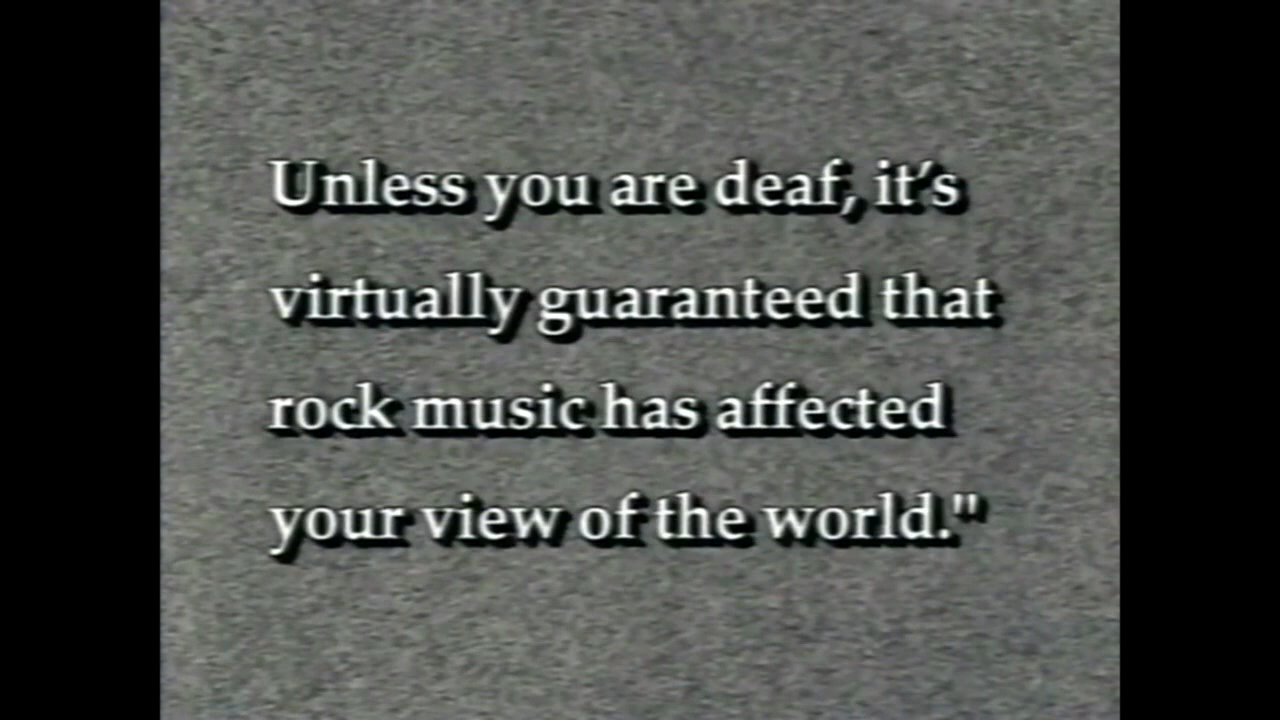 Unless you are deaf, it's
virtually guaranteed that
rock music has affected
your view of the world."